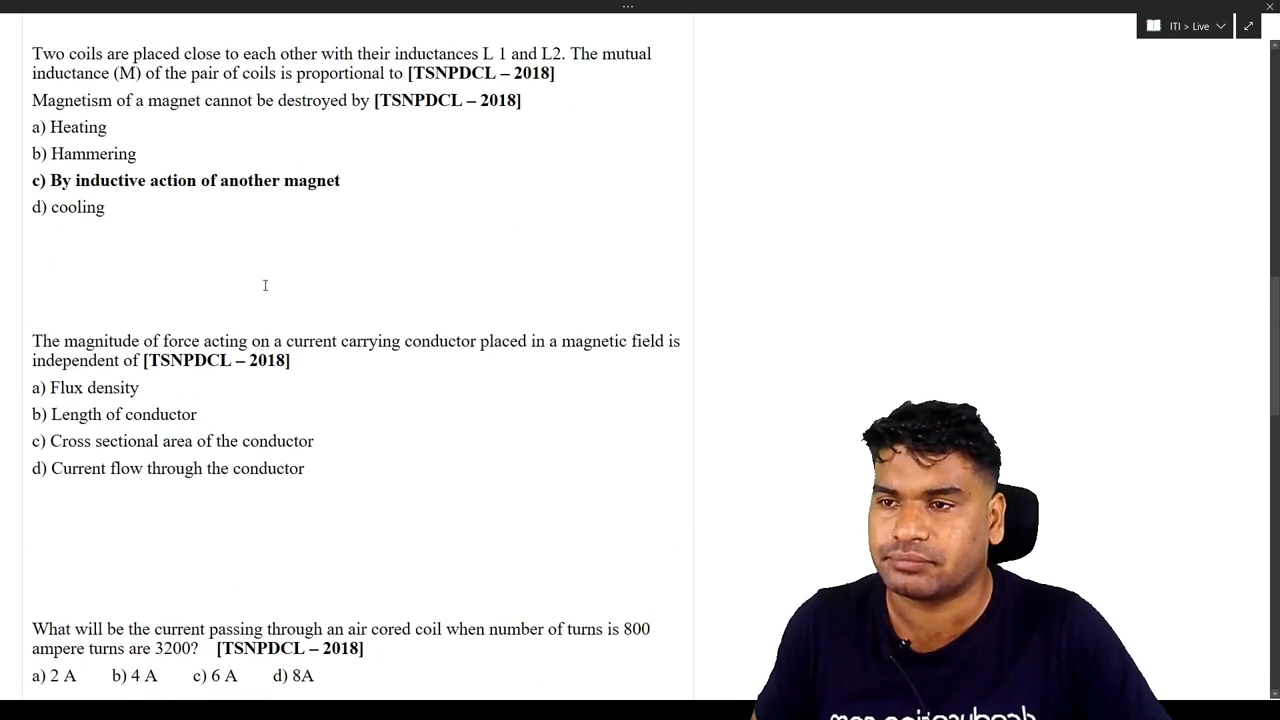 ITI > Live
Two coils are placed close to each other with their inductances L 1 and L2. The mutual
inductance (M) of the pair of coils is proportional to [TSNPDCL – 2018]
Magnetism of a magnet cannot be destroyed by [TSNPDCL – 2018]
a) Heating
b) Hammering
c) By inductive action of another magnet
d) cooling
The magnitude of force acting on a current carrying conductor placed in a magnetic field is
independent of [TSNPDCL – 2018]
a) Flux density
b) Length of conductor
c) Cross sectional area of the conductor
d) Current flow through the conductor
What will be the current passing through an air cored coil when number of turns is 800
ampere turns are 3200? [TSNPDCL – 2018]
a) 2 A b) 4 A c) 6 A d) 8A